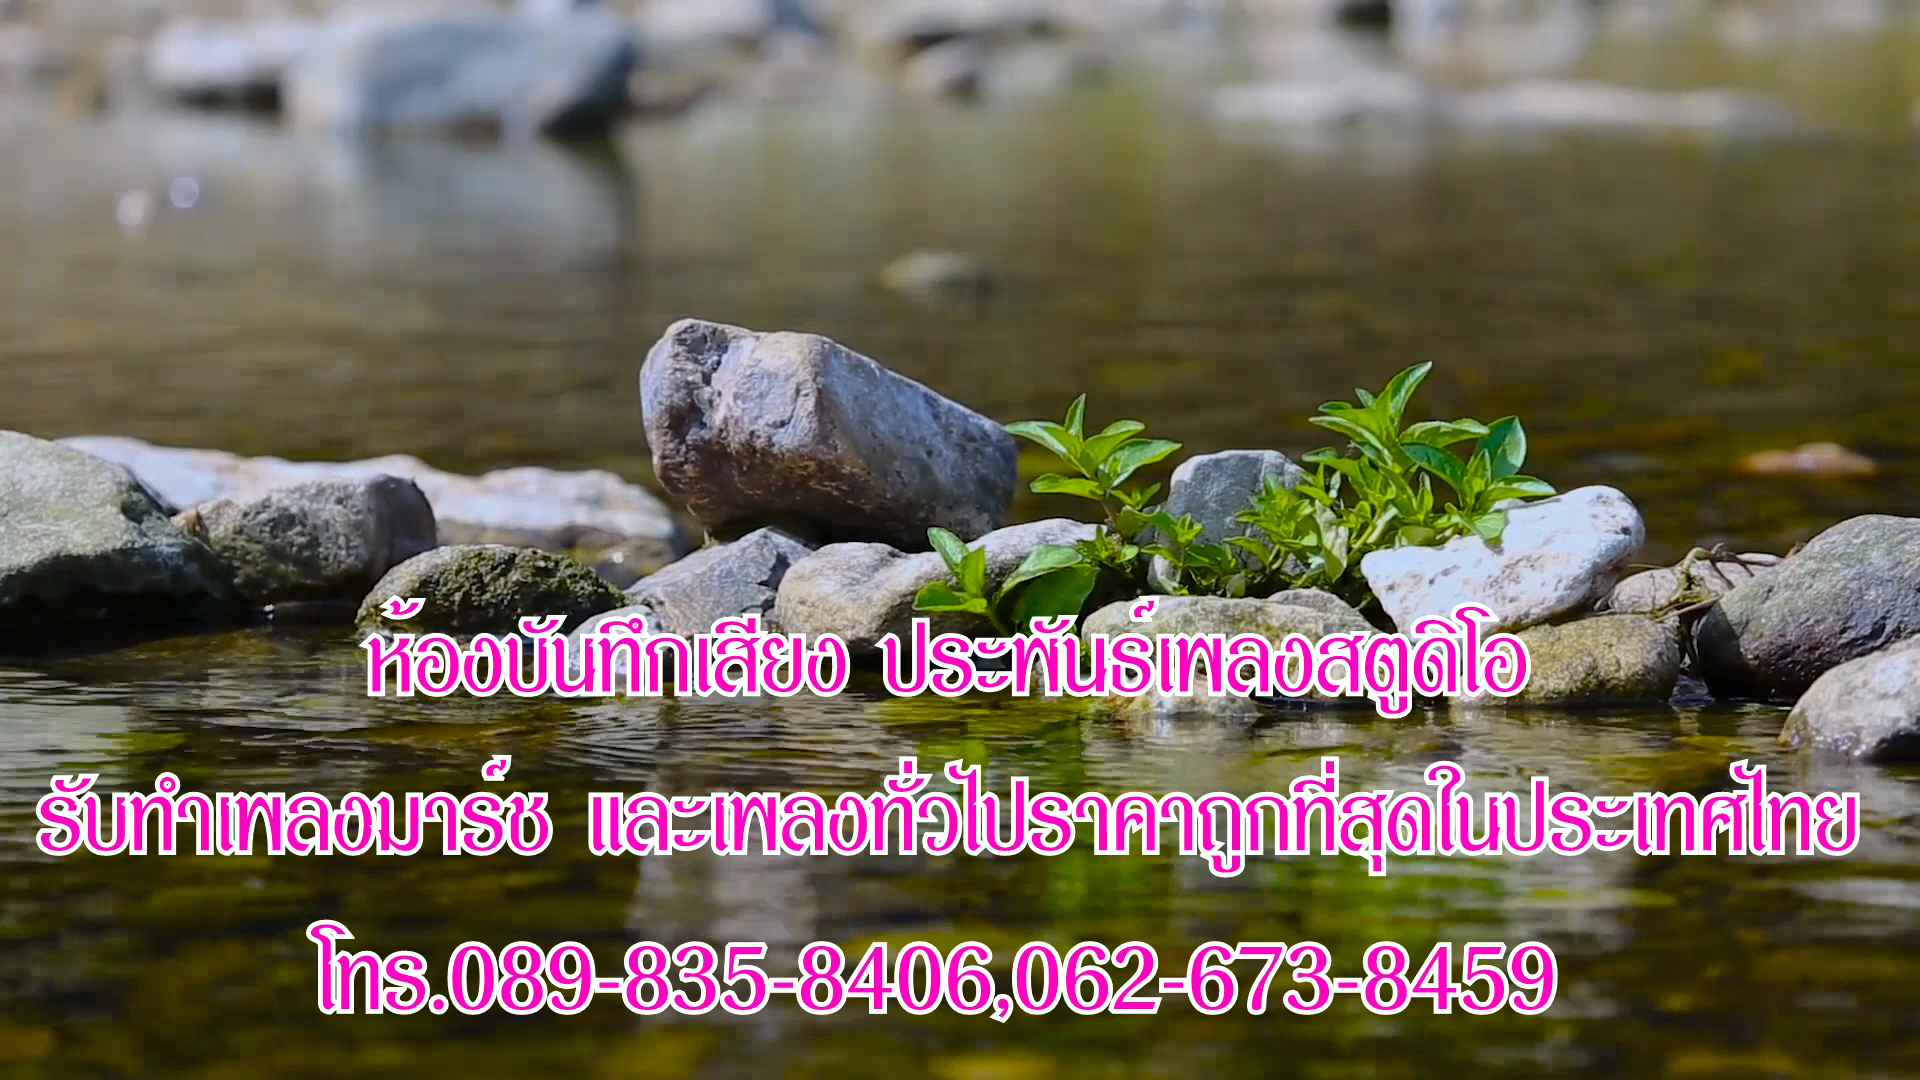 ห้องบันทึกเสียง ประพันธ์เพลงสตูดิโอ
รับทำเพลงมาร์ช และเพลงทั่วไปราคาถูกที่สุดในประเทศไทย
โทร.089-835-8406,062-673-8459